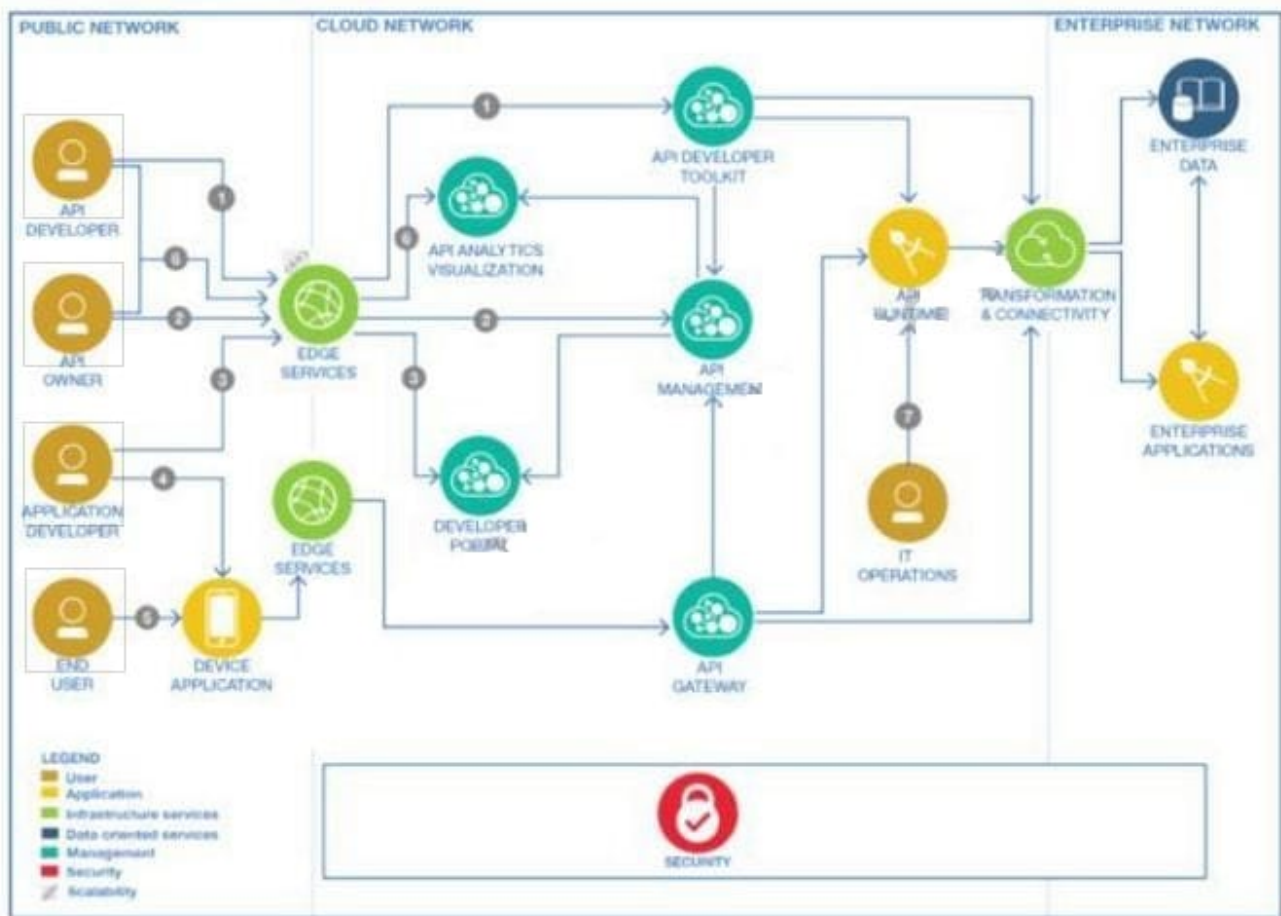 PUBLIC NETWORK
CLOUD NETWORK
ENTERPRISE NETWORK
API
DEVELOPER
1
6
API
OWNER
2
3
APPLICATION
DEVELOPER
4
END
USER
5
DEVICE
APPLICATION
EDGE
SERVICES
EDGE
SERVICES
1
API DEVELOPER
TOOLKIT
6
API ANALYTICS
VISUALIZATION
2
API
MANAGEMENT
3
DEVELOPER
API
GATEWAY
API
7
IT
OPERATIONS
TRANSFORMATION
& CONNECTIVITY
ENTERPRISE
DATA
ENTERPRISE
APPLICATIONS
LEGEND
User
Application
Infrastructure services
Data oriented services
Management
Security
Scalability
SECURITY